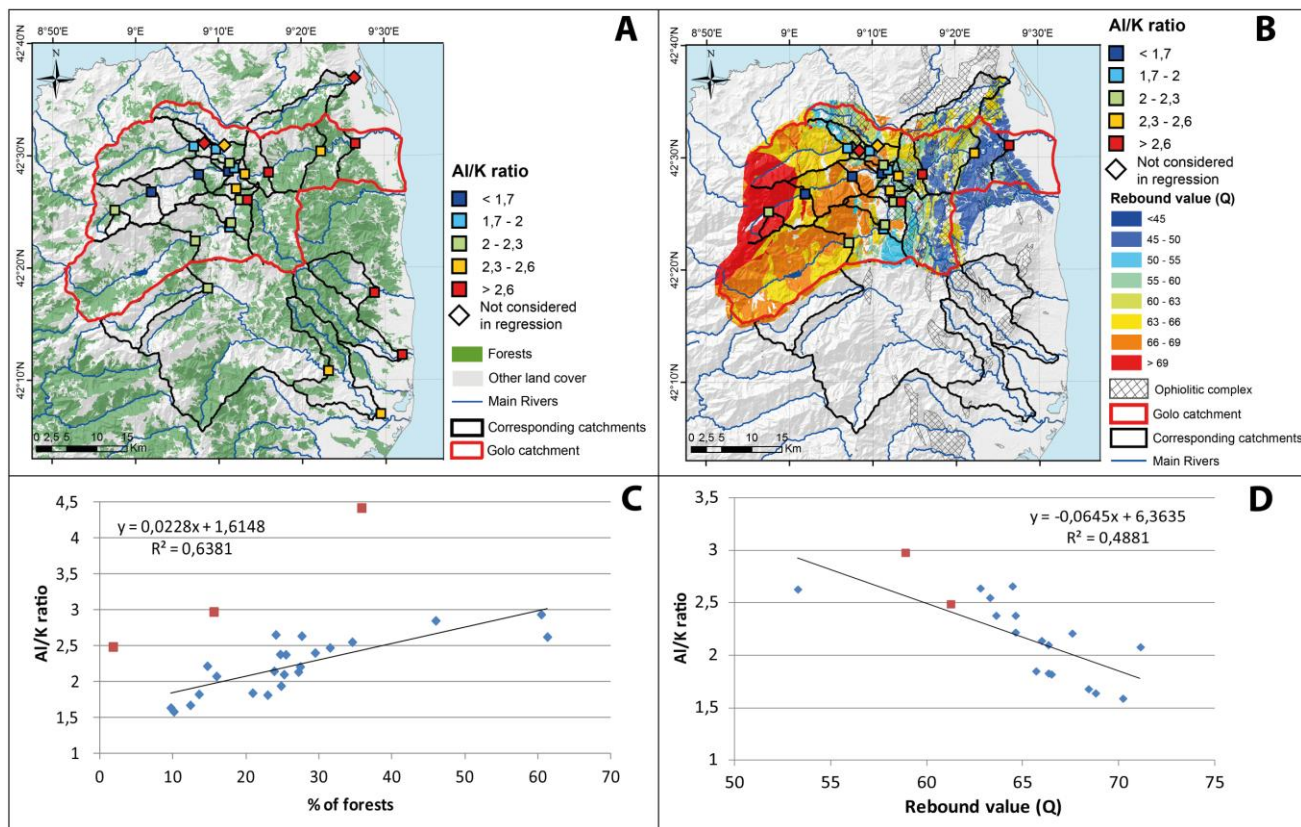 8°50'E 9°E 9°10'E 9°20'E 9°30'E
A
42°40'N
42°30'N
42°20'N
42°10'N
N
Al/K ratio
< 1,7
1,7 - 2
2 - 2,3
2,3 - 2,6
> 2,6
Not considered
in regression
Forests
Other land cover
Main Rivers
Corresponding catchments
Golo catchment
0 2,5 5 10 15
Km
8°50'E 9°E 9°10'E 9°20'E 9°30'E
B
42°40'N
42°30'N
42°20'N
42°10'N
N
Al/K ratio
< 1,7
1,7 - 2
2 - 2,3
2,3 - 2,6
> 2,6
Not considered
in regression
Rebound value (Q)
<45
45 - 50
50 - 55
55 - 60
60 - 63
63 - 66
66 - 69
> 69
Ophiolitic complex
Golo catchment
Corresponding catchments
Main Rivers
0 2,5 5 10 15
Km
C
y = 0,0228x + 1,6148
R² = 0,6381
Al/K ratio
4,5
4
3,5
3
2,5
2
1,5
1
0 10 20 30 40 50 60 70
% of forests
D
y = -0,0645x + 6,3635
R² = 0,4881
Al/K ratio
3,5
3
2,5
2
1,5
1
50 55 60 65 70 75
Rebound value (Q)